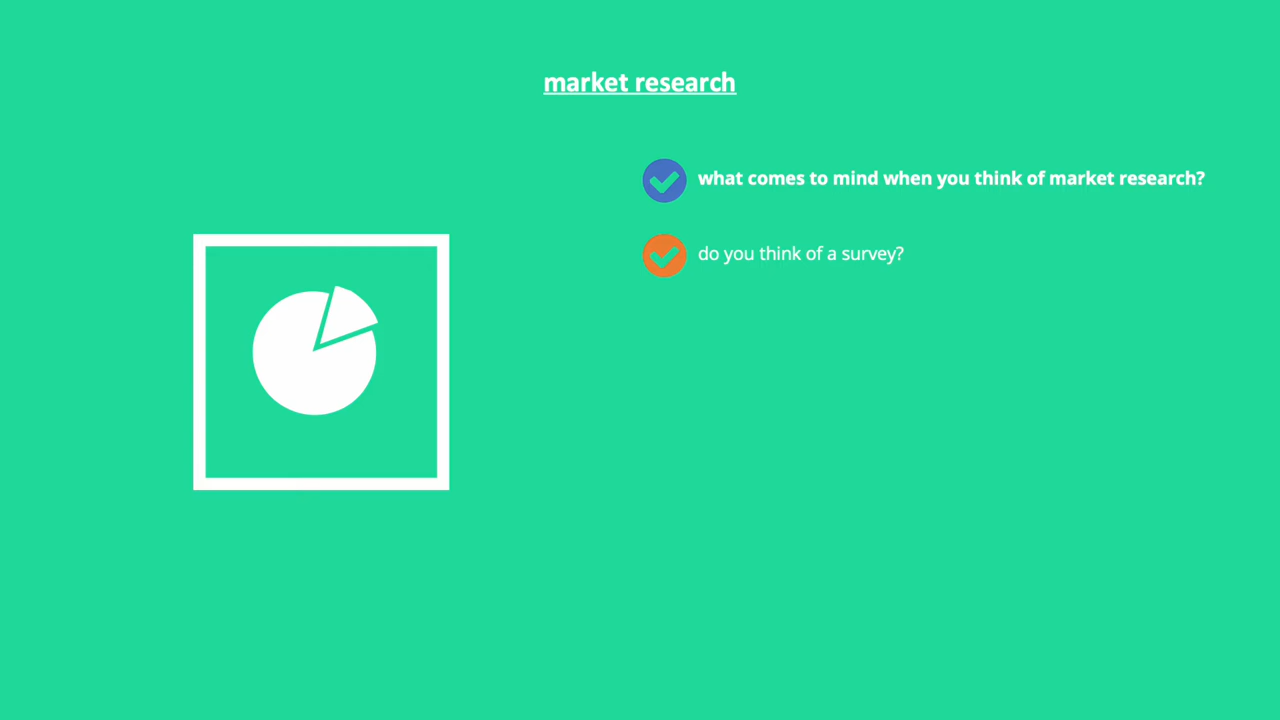 market research
what comes to mind when you think of market research?
do you think of a survey?